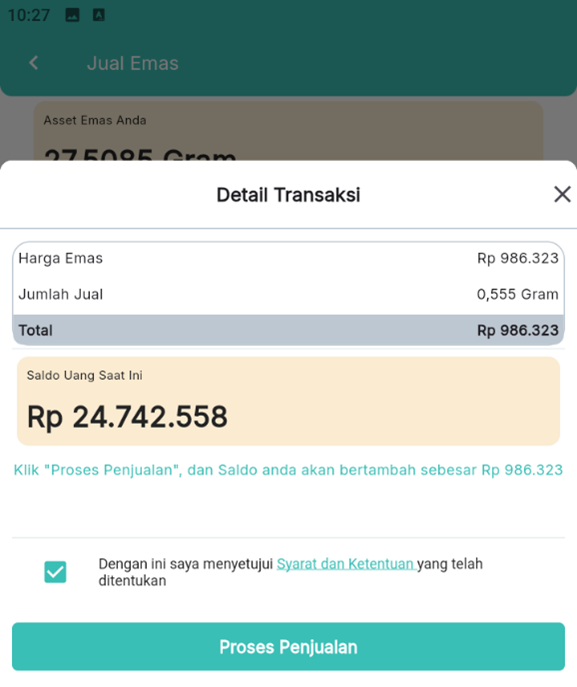 10:27
Jual Emas
Asset Emas Anda
27,5085 Gram
Detail Transaksi
Harga Emas Rp 986.323
Jumlah Jual 0,555 Gram
Total Rp 986.323
Saldo Uang Saat Ini
Rp 24.742.558
Klik "Proses Penjualan", dan Saldo anda akan bertambah sebesar Rp 986.323
Dengan ini saya menyetujui Syarat dan Ketentuan yang telah
ditentukan
Proses Penjualan